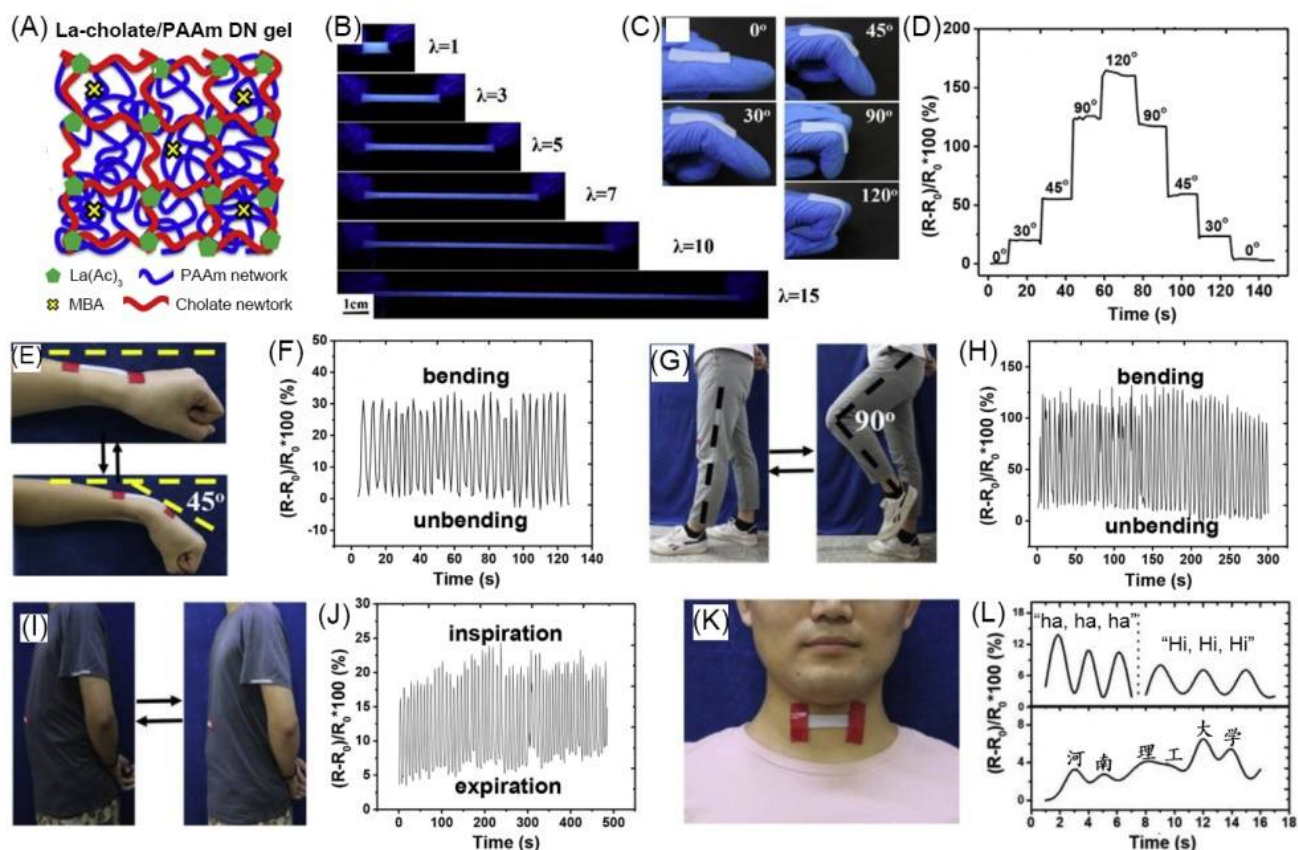 (A) La-cholate/PAAm DN gel
La(Ac)3 PAAm network
MBA Cholate newtork
(B)
λ=1
λ=3
λ=5
λ=7
λ=10
λ=15
1cm
(C)
0° 45°
30° 90°
120°
(D)
(R-R0)/R0*100 (%)
200
150
100
50
0
0° 30° 45° 90° 120° 90° 45° 30° 0°
0 20 40 60 80 100 120 140
Time (s)
(E)
45°
(F)
(R-R0)/R0*100 (%)
50
40
30
20
10
0
-10
bending
unbending
0 20 40 60 80 100 120 140
Time (s)
(G)
90°
(H)
(R-R0)/R0*100 (%)
150
125
100
75
50
25
0
bending
unbending
0 50 100 150 200 250 300
Time (s)
(I)
(J)
(R-R0)/R0*100 (%)
30
25
20
15
10
5
0
inspiration
expiration
0 100 200 300 400 500
Time (s)
(K)
(L)
(R-R0)/R0*100 (%)
18
12
6
0
"ha, ha, ha"
"Hi, Hi, Hi"
8
4
0
河 南 理 工 大 学
0 2 4 6 8 10 12 14 16 18
Time (s)